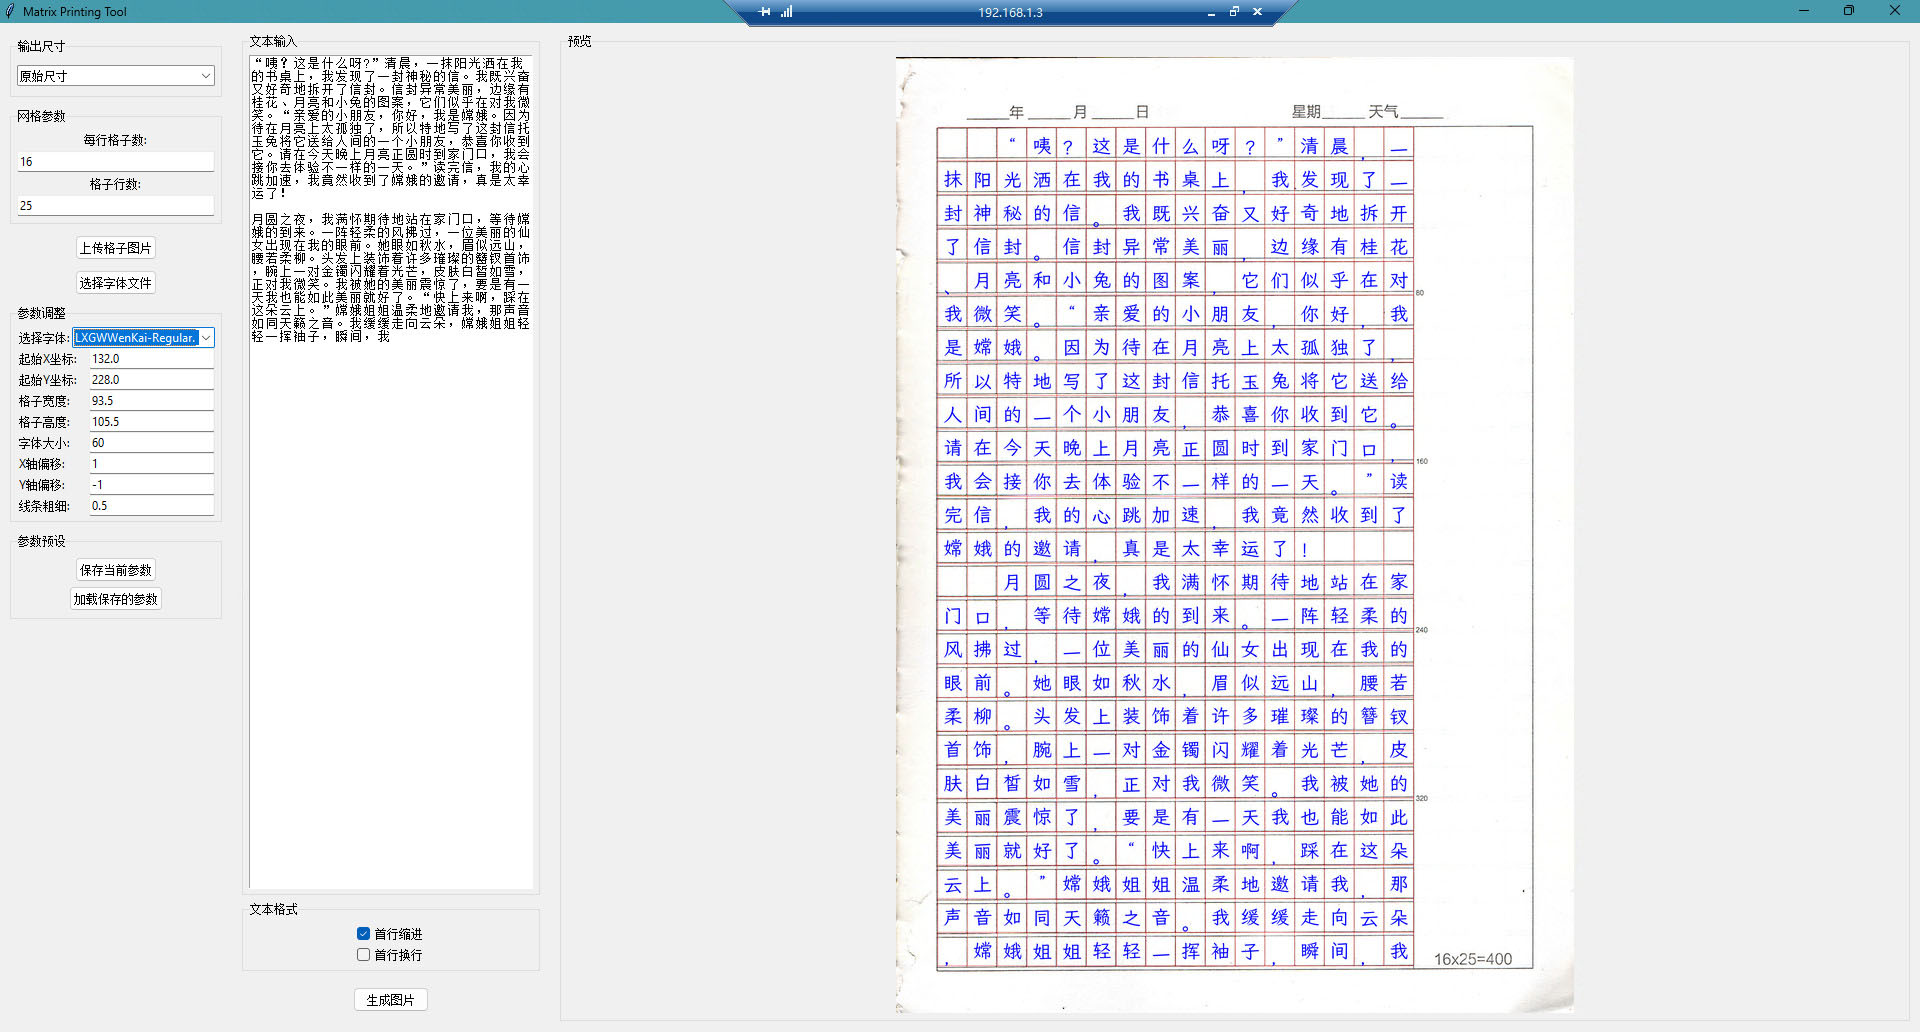 Matrix Printing Tool
192.168.1.3
输出尺寸
原始尺寸
网格参数
每行格子数:
16
格子行数:
25
上传格子图片
选择字体文件
参数调整
选择字体: LXGWWenKai-Regular.
起始X坐标: 132.0
起始Y坐标: 228.0
格子宽度: 93.5
格子高度: 105.5
字体大小: 60
X轴偏移: 1
Y轴偏移: -1
线条粗细: 0.5
参数预设
保存当前参数
加载保存的参数
文本输入
“咦？这是什么呀?”清晨，一抹阳光洒在我
的书桌上，我发现了一封神秘的信。我既兴奋
又好奇地拆开了信封。信封异常美丽，边缘有
桂花、月亮和小兔的图案，它们似乎在对我微
笑。“亲爱的小朋友，你好，我是嫦娥。因为
待在月亮上太孤独了，所以特地写了这封信托
玉兔将它送给人间的一个小朋友，恭喜你收到
它。请在今天晚上月亮正圆时到家门口，我会
接你去体验不一样的一天。”读完信，我的心
跳加速，我竟然收到了嫦娥的邀请，真是太幸
运了!
月圆之夜，我满怀期待地站在家门口，等待嫦
娥的到来。一阵轻柔的风拂过，一位美丽的仙
女出现在我的眼前。她眼如秋水，眉似远山，
腰若柔柳。头发上装饰着许多璀璨的簪钗首饰
，腕上一对金镯闪耀着光芒，皮肤白皙如雪，
正对我微笑。我被她的美丽震惊了，要是有一
天我也能如此美丽就好了。“快上来啊，踩在
这朵云上。”嫦娥姐姐温柔地邀请我，那声音
如同天籁之音。我缓缓走向云朵，嫦娥姐姐轻
轻一挥袖子，瞬间，我
文本格式
首行缩进
首行换行
生成图片
预览
______年______月______日 星期______天气______
“咦？这是什么呀？”清晨，一
抹阳光洒在我的书桌上，我发现了一
封神秘的信。我既兴奋又好奇地拆开
了信封。信封异常美丽，边缘有桂花
、月亮和小兔的图案，它们似乎在对
80
我微笑。“亲爱的小朋友，你好，我
是嫦娥。因为待在月亮上太孤独了，
所以特地写了这封信托玉兔将它送给
人间的一个小朋友，恭喜你收到它。
请在今天晚上月亮正圆时到家门口，
160
我会接你去体验不一样的一天。”读
完信，我的心跳加速，我竟然收到了
嫦娥的邀请，真是太幸运了！
月圆之夜，我满怀期待地站在家
门口，等待嫦娥的到来。一阵轻柔的
240
风拂过，一位美丽的仙女出现在我的
眼前。她眼如秋水，眉似远山，腰若
柔柳。头发上装饰着许多璀璨的簪钗
首饰，腕上一对金镯闪耀着光芒，皮
肤白皙如雪，正对我微笑。我被她的
320
美丽震惊了，要是有一天我也能如此
美丽就好了。“快上来啊，踩在这朵
云上。”嫦娥姐姐温柔地邀请我，那
声音如同天籁之音。我缓缓走向云朵
，嫦娥姐姐轻轻一挥袖子，瞬间，我
16x25=400